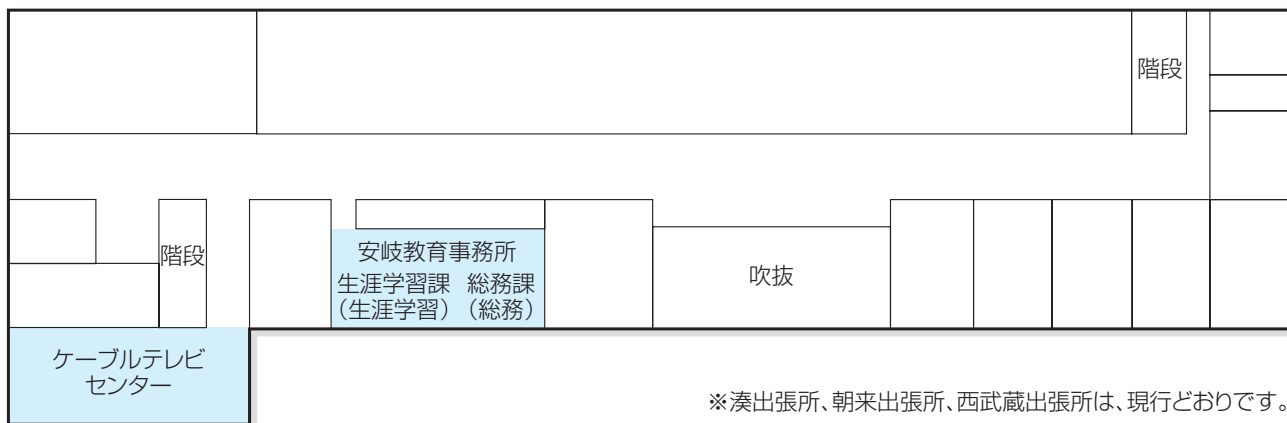 階段
階段
安岐教育事務所
生涯学習課 総務課
(生涯学習) (総務)
吹抜
ケーブルテレビ
センター
※湊出張所、朝来出張所、西武蔵出張所は、現行どおりです。